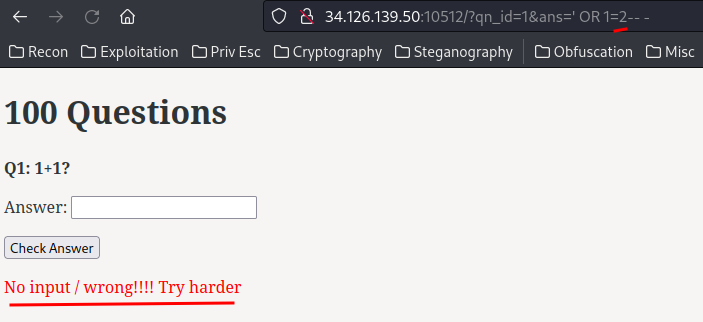 34.126.139.50:10512/?qn_id=1&ans=' OR 1=2-- -
Recon Exploitation Priv Esc Cryptography Steganography Obfuscation Misc
100 Questions
Q1: 1+1?
Answer:
Check Answer
No input / wrong!!!! Try harder